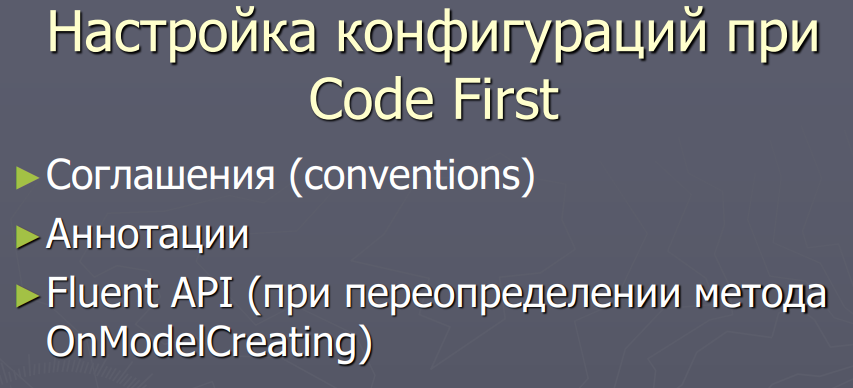 Настройка конфигураций при
Code First
Соглашения (conventions)
Аннотации
Fluent API (при переопределении метода
OnModelCreating)